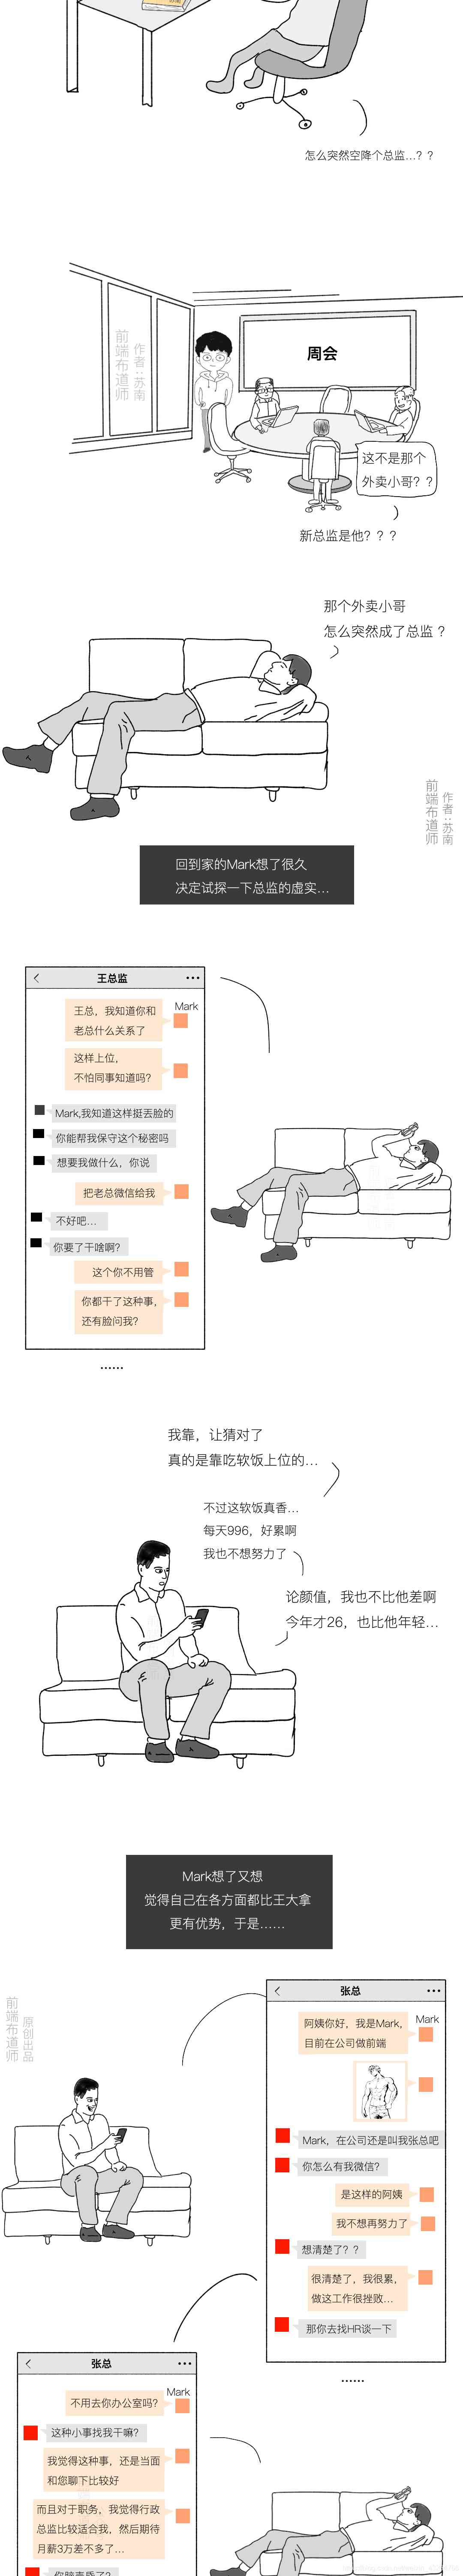 怎么突然空降个总监...？？
前端布道师
作者：苏南
周会
这不是那个
外卖小哥？？
新总监是他？？？
那个外卖小哥
怎么突然成了总监？
前端布道师
作者：苏南
回到家的Mark想了很久
决定试探一下总监的虚实...
王总监
Mark
王总，我知道你和
老总什么关系了
这样上位，
不怕同事知道吗？
Mark,我知道这样挺丢脸的
你能帮我保守这个秘密吗
想要我做什么，你说
把老总微信给我
不好吧...
你要了干啥啊？
这个你不用管
你都干了这种事，
还有脸问我？
......
我靠，让猜对了
真的是靠吃软饭上位的...
不过这软饭真香...
每天996，好累啊
我也不想努力了
论颜值，我也不比他差啊
今年才26，也比他年轻...
Mark想了又想
觉得自己在各方面都比王大拿
更有优势，于是......
前端布道师
原创出品
张总
Mark
阿姨你好，我是Mark,
目前在公司做前端
Mark，在公司还是叫我张总吧
你怎么有我微信？
是这样的阿姨
我不想再努力了
想清楚了？？
很清楚了，我很累，
做这工作很挫败...
那你去找HR谈一下
......
张总
Mark
不用去你办公室吗？
这种小事找我干嘛？
我觉得这种事，还是当面
和您聊下比较好
而且对于职务，我觉得行政
总监比较适合我，然后期待
月薪3万差不多了...